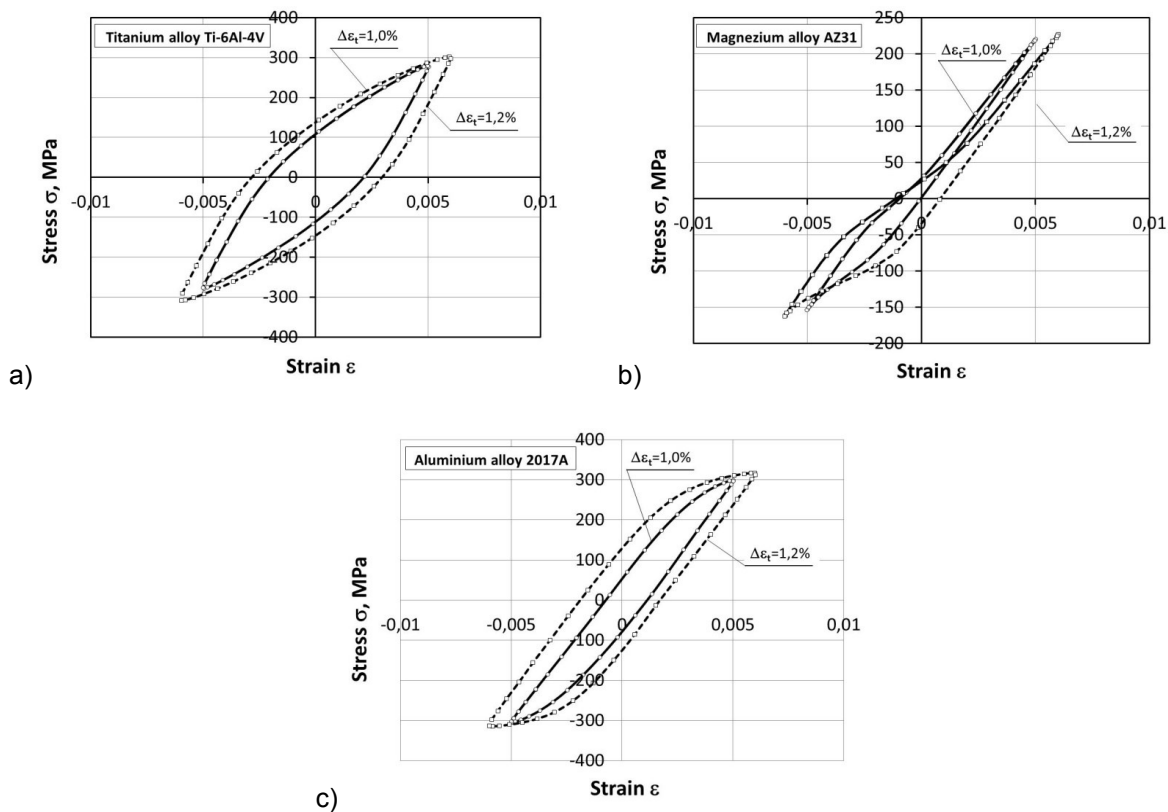 Titanium alloy Ti-6Al-4V
Δεt=1,0%
Δεt=1,2%
400
300
200
100
0
-100
-200
-300
-400
-0,01
-0,005
0
0,005
0,01
Stress σ, MPa
Strain ε
a)
Magnezium alloy AZ31
Δεt=1,0%
Δεt=1,2%
250
200
150
100
50
0
-50
-100
-150
-200
-0,01
-0,005
0
0,005
0,01
Stress σ, MPa
Strain ε
b)
Aluminium alloy 2017A
Δεt=1,0%
Δεt=1,2%
400
300
200
100
0
-100
-200
-300
-400
-0,01
-0,005
0
0,005
0,01
Stress σ, MPa
Strain ε
c)